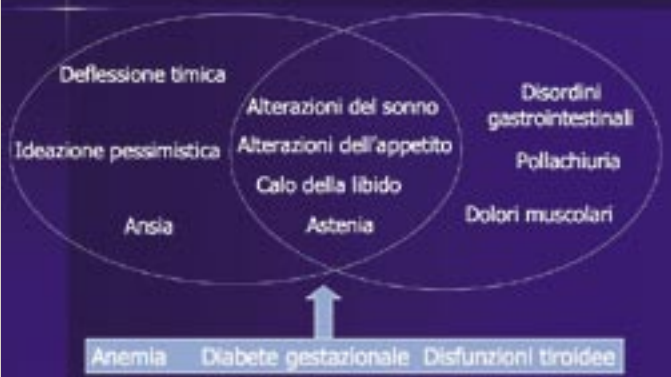 Deflessione timica
Ideazione pessimistica
Ansia
Alterazioni del sonno
Alterazioni dell'appetito
Calo della libido
Astenia
Disordini
gastrointestinali
Pollachiuria
Dolori muscolari
Anemia Diabete gestazionale Disfunzioni tiroidee